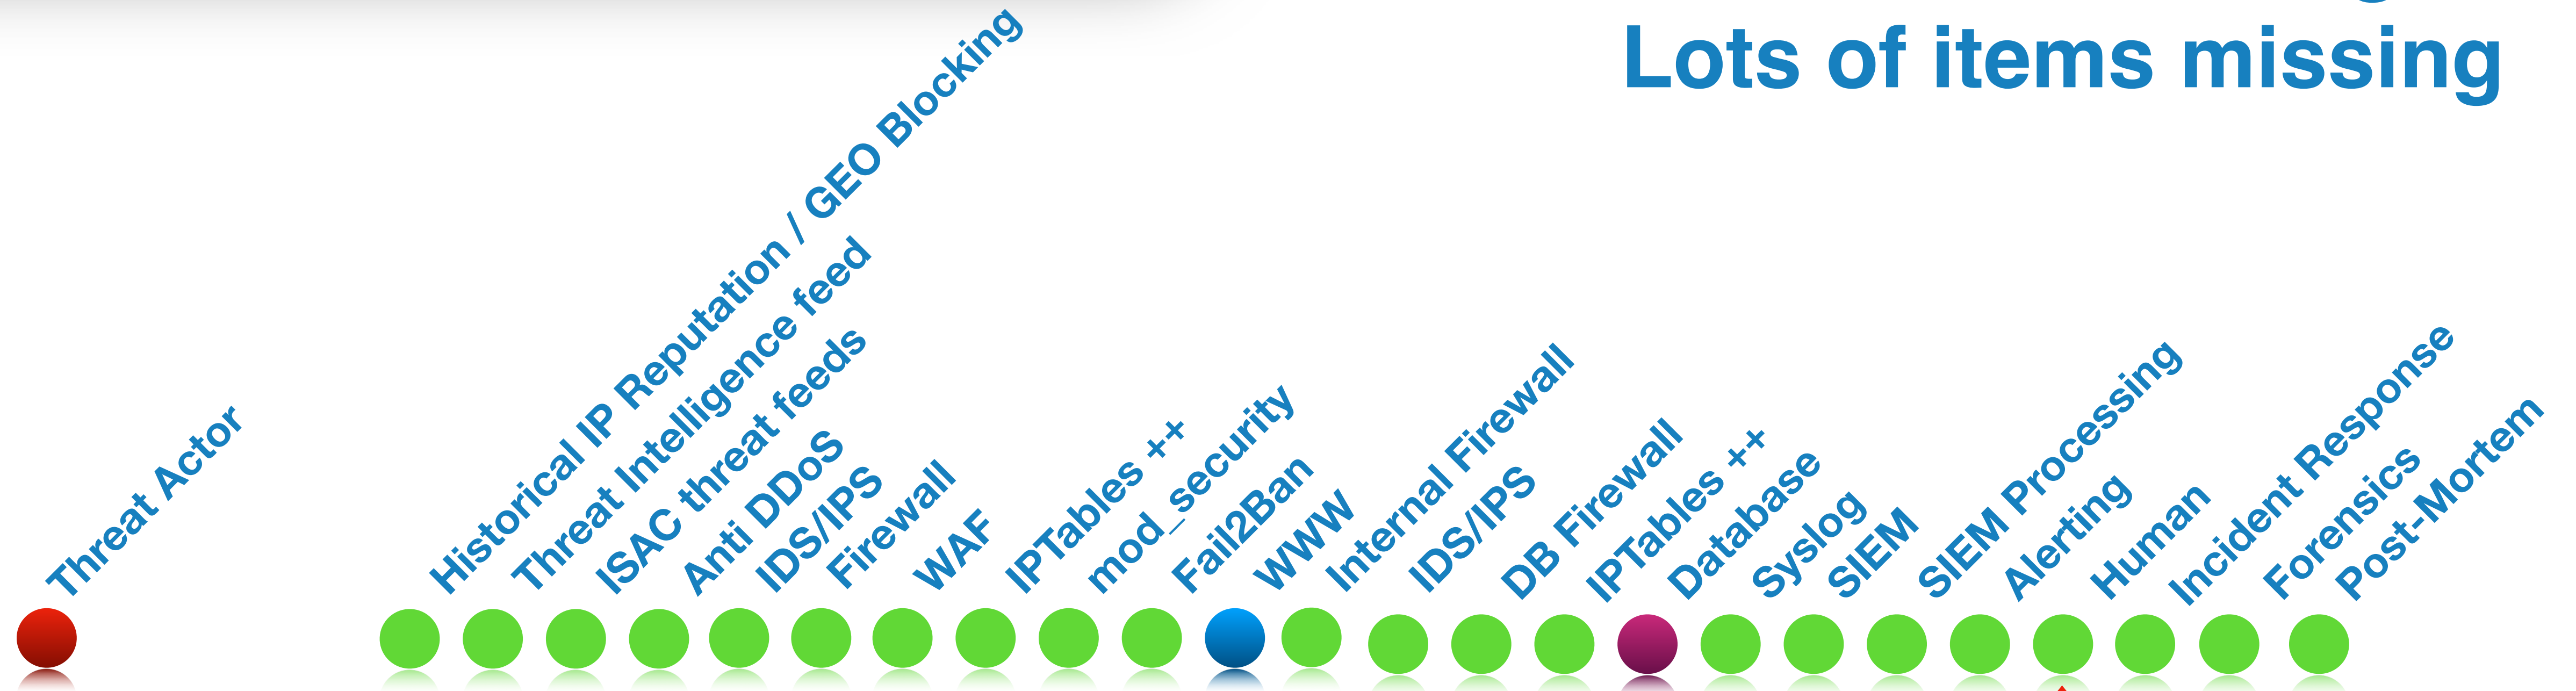 Lots of items missing
Threat Actor
Historical IP Reputation / GEO Blocking
Threat Intelligence feed
ISAC threat feeds
Anti DDoS
IDS/IPS
Firewall
WAF
IPTables ++
mod_security
Fail2Ban
WWW
Internal Firewall
IDS/IPS
DB Firewall
IPTables ++
Database
Syslog
SIEM
SIEM Processing
Alerting
Human
Incident Response
Forensics
Post-Mortem